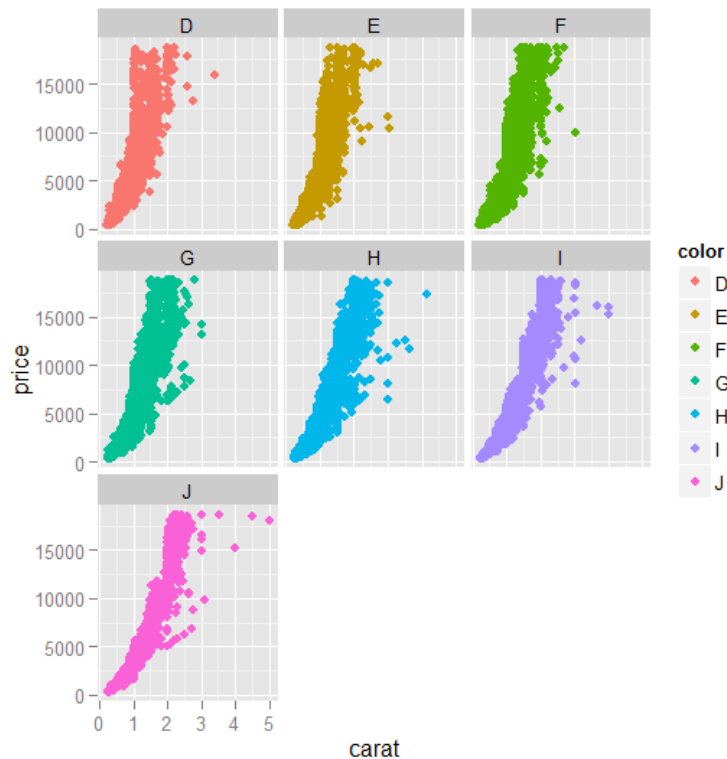 D E F
15000
10000
5000
0
G H I
15000
10000
5000
0
price
J
15000
10000
5000
0
0 1 2 3 4 5
carat
color
D
E
F
G
H
I
J